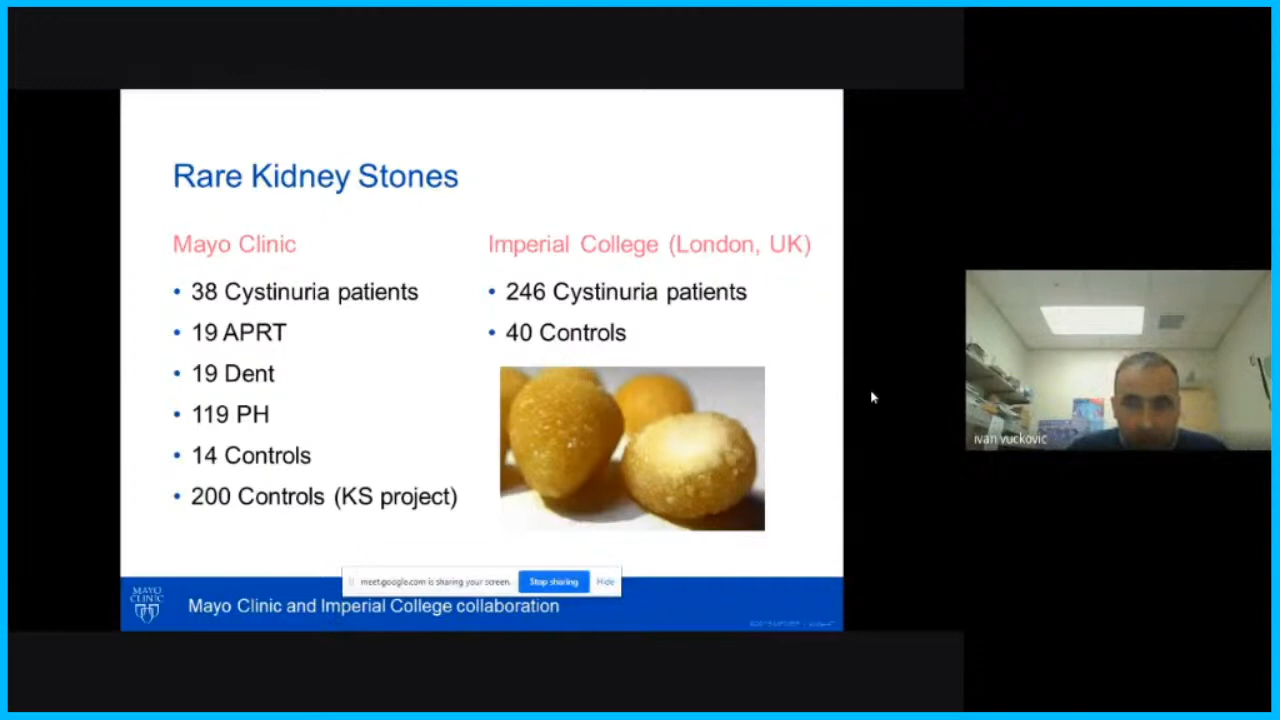 Rare Kidney Stones
Mayo Clinic
• 38 Cystinuria patients
• 19 APRT
• 19 Dent
• 119 PH
• 14 Controls
• 200 Controls (KS project)
Imperial College (London, UK)
• 246 Cystinuria patients
• 40 Controls
meet.google.com is sharing your screen.
Stop sharing
Hide
MAYO
CLINIC
Mayo Clinic and Imperial College collaboration
ivan vuckovic